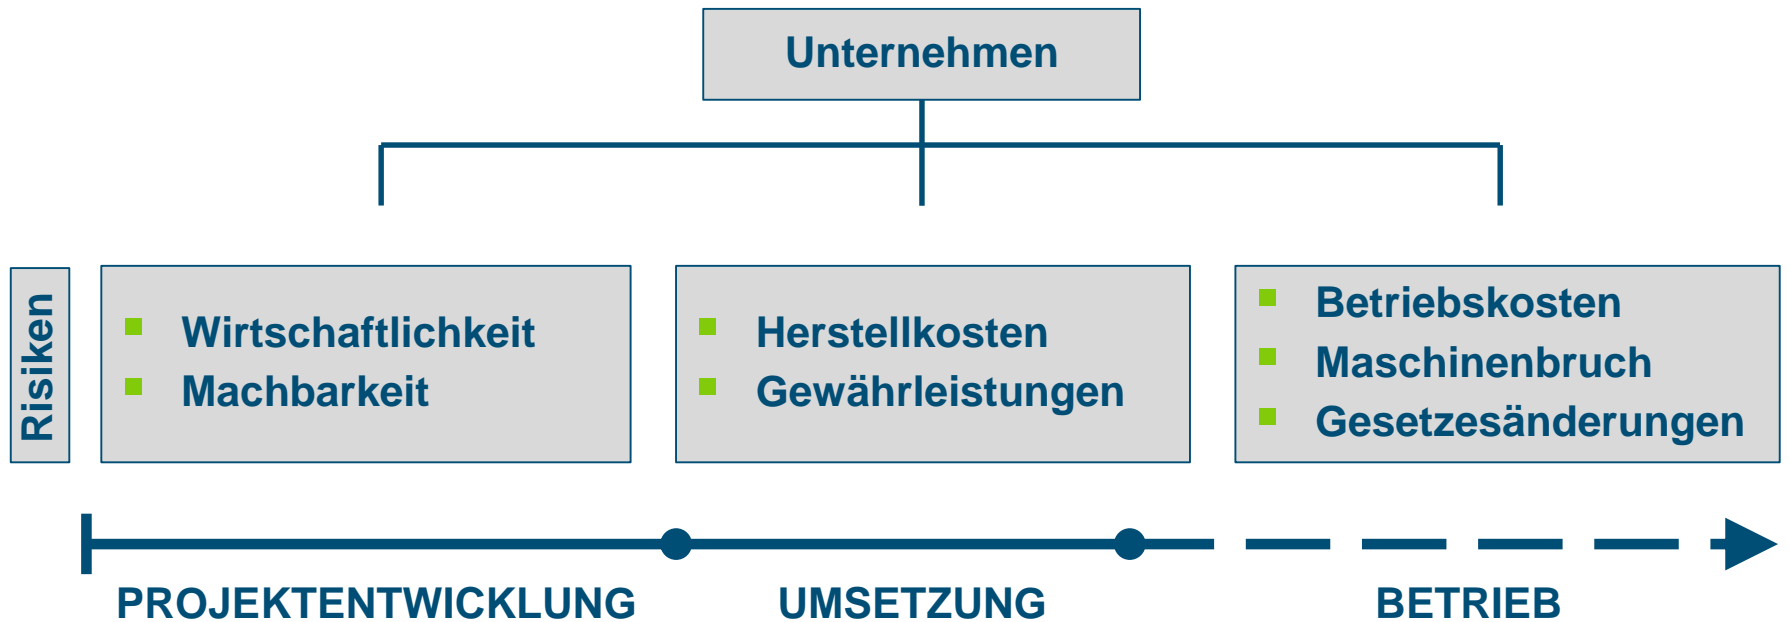 Unternehmen
Risiken
Wirtschaftlichkeit
Machbarkeit
Herstellkosten
Gewährleistungen
Betriebskosten
Maschinenbruch
Gesetzesänderungen
PROJEKTENTWICKLUNG
UMSETZUNG
BETRIEB